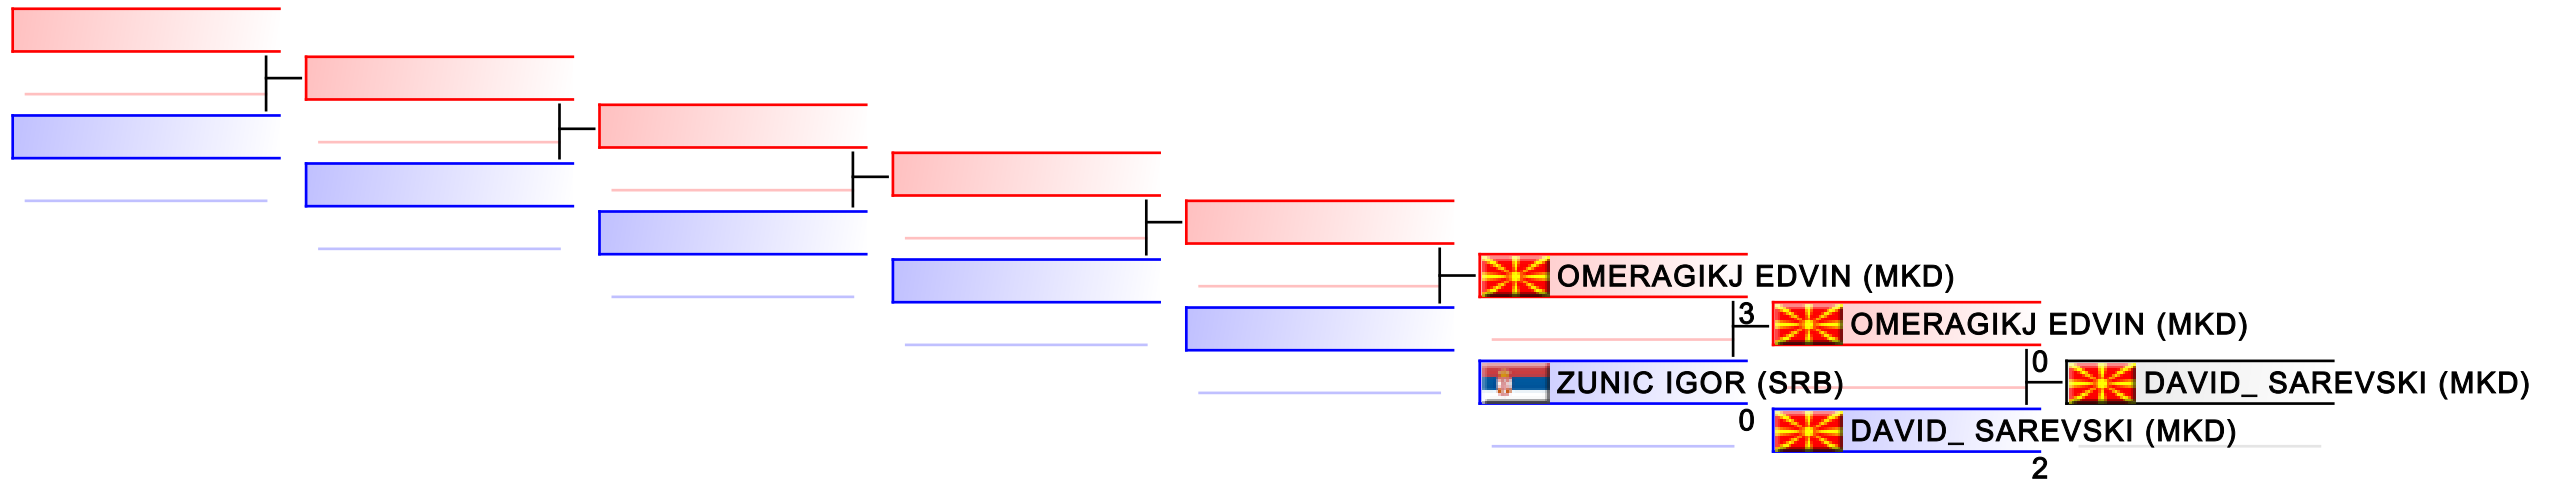 OMERAGIKJ EDVIN (MKD)
3
OMERAGIKJ EDVIN (MKD)
0
ZUNIC IGOR (SRB)
DAVID_ SAREVSKI (MKD)
0
DAVID_ SAREVSKI (MKD)
2